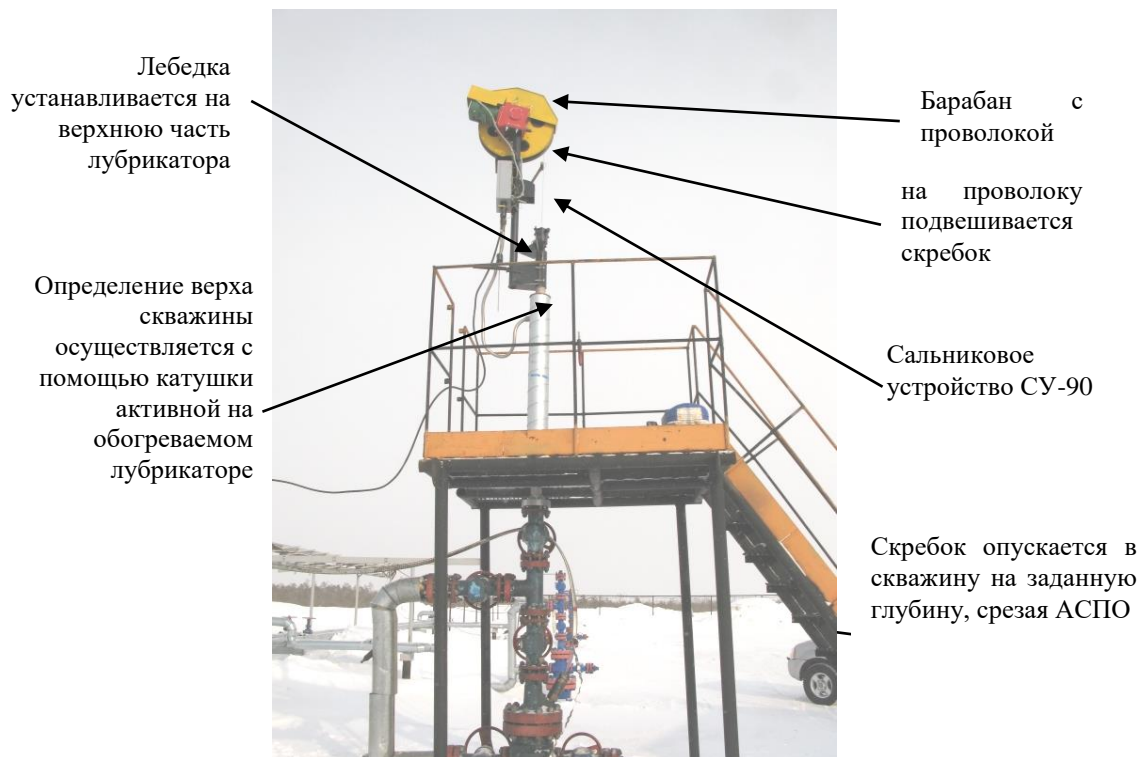 Лебедка
устанавливается на
верхнюю часть
лубрикатора
Определение верха
скважины
осуществляется с
помощью катушки
активной на
обогреваемом
лубрикаторе
Барабан с
проволокой
на проволоку
подвешивается
скребок
Сальниковое
устройство СУ-90
Скребок опускается в
скважину на заданную
глубину, срезая АСПО